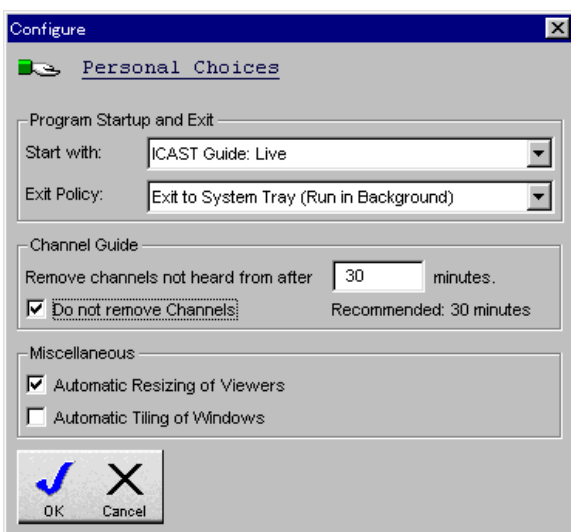 Configure
Personal Choices
Program Startup and Exit
Start with: ICAST Guide: Live
Exit Policy: Exit to System Tray (Run in Background)
Channel Guide
Remove channels not heard from after 30 minutes.
Do not remove Channels Recommended: 30 minutes
Miscellaneous
Automatic Resizing of Viewers
Automatic Tiling of Windows
OK Cancel